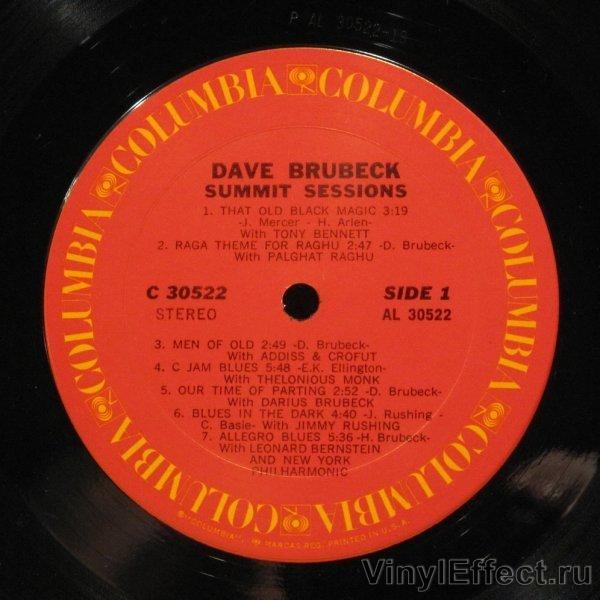 P AL 30522-1B
COLUMBIA COLUMBIA COLUMBIA COLUMBIA COLUMBIA COLUMBIA
DAVE BRUBECK
SUMMIT SESSIONS
1. THAT OLD BLACK MAGIC 3:19
-J. Mercer - H. Arlen-
With TONY BENNETT
2. RAGA THEME FOR RAGHU 2:47 -D. Brubeck-
With PALGHAT RAGHU
C 30522 SIDE 1
STEREO AL 30522
3. MEN OF OLD 2:49 -D. Brubeck-
With ADDISS & CROFUT
4. C JAM BLUES 5:48 -E.K. Ellington-
With THELONIOUS MONK
5. OUR TIME OF PARTING 2:52 -D. Brubeck-
With DARIUS BRUBECK
6. BLUES IN THE DARK 4:40 -J. Rushing -
C. Basie- With JIMMY RUSHING
7. ALLEGRO BLUES 5:36 -H. Brubeck-
With LEONARD BERNSTEIN
AND NEW YORK
PHILHARMONIC
®"COLUMBIA", ® MARCAS REG. PRINTED IN U.S.A.
VinylEffect.ru